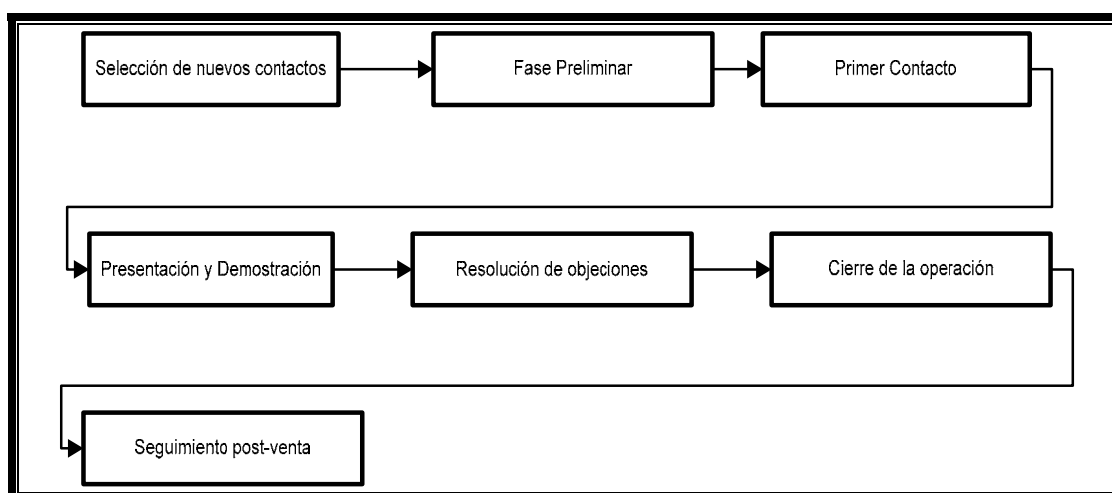 Selección de nuevos contactos
Fase Preliminar
Primer Contacto
Presentación y Demostración
Resolución de objeciones
Cierre de la operación
Seguimiento post-venta